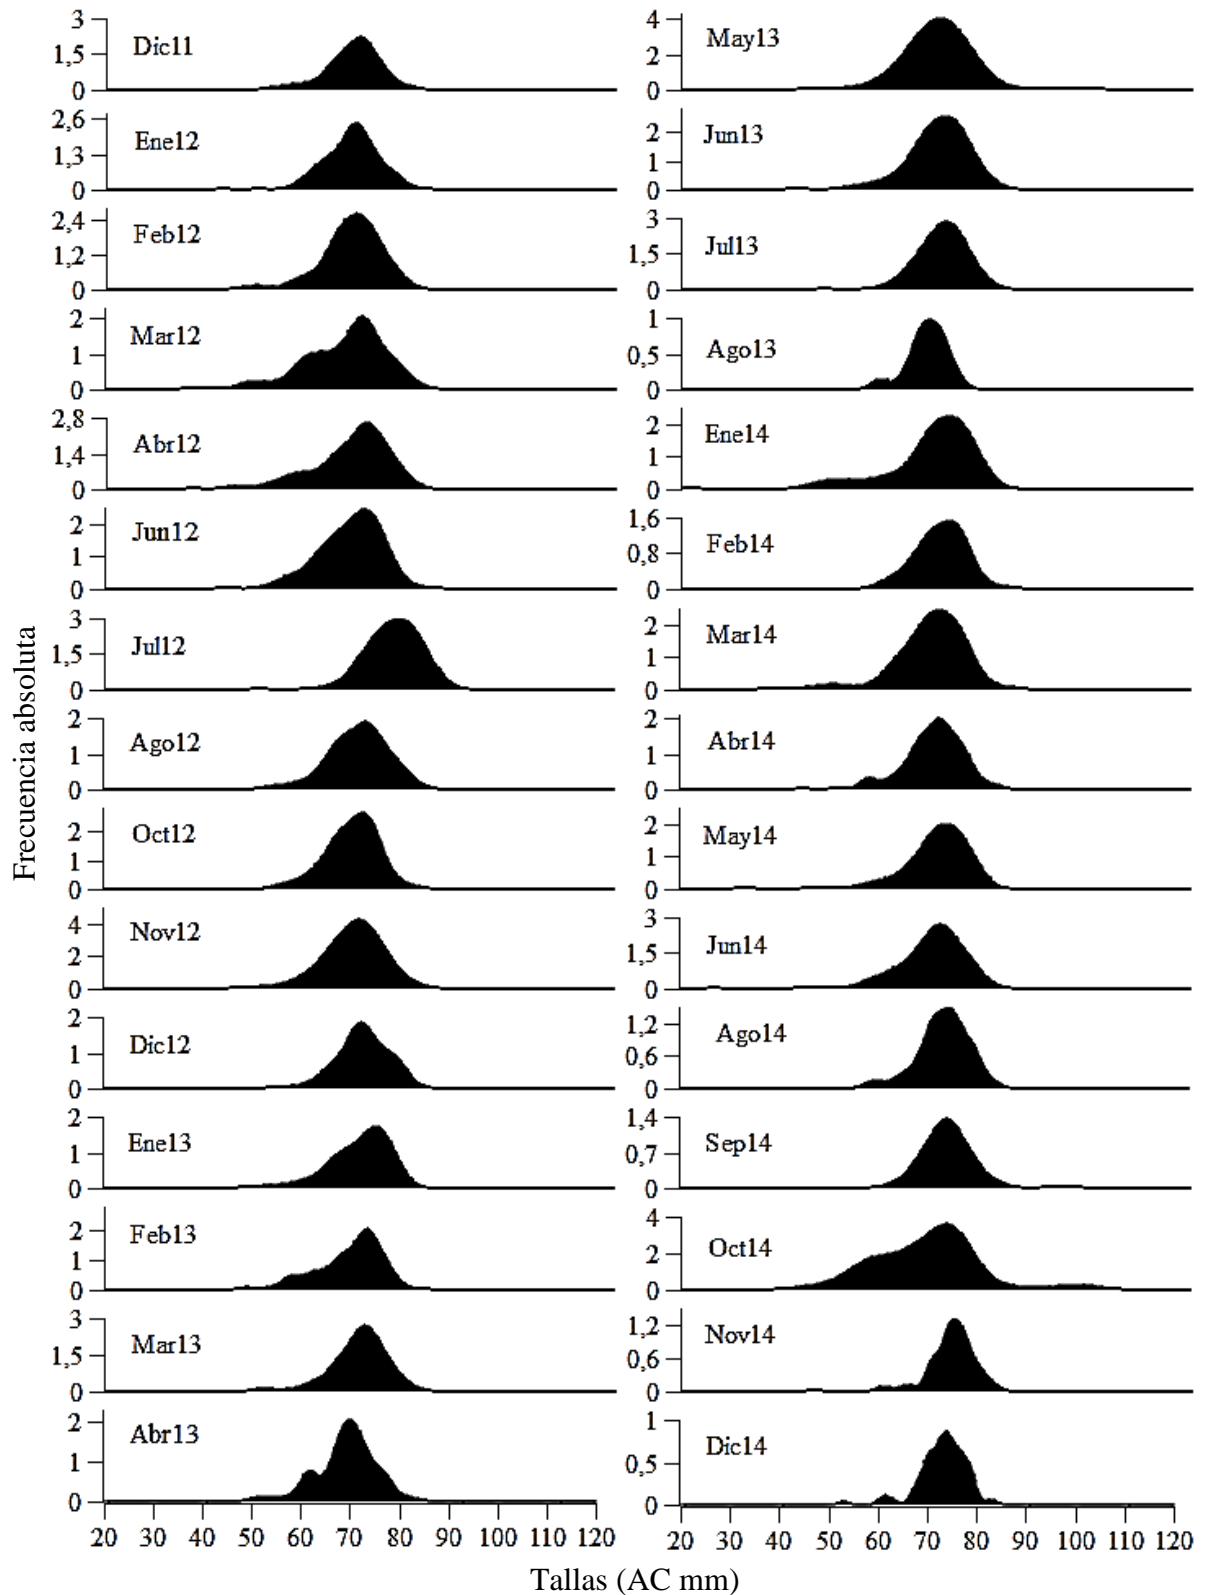 3
Dic11
1,5
0
2,6
Ene12
1,3
0
2,4
Feb12
1,2
0
2
Mar12
1
0
2,8
Abr12
1,4
0
2
Jun12
1
0
3
Jul12
1,5
0
2
Ago12
1
0
2
Oct12
1
0
4
Nov12
2
0
2
Dic12
1
0
2
Ene13
1
0
2
Feb13
1
0
3
Mar13
1,5
0
2
Abr13
1
0
20 30 40 50 60 70 80 90 100 110 120
4
May13
2
0
2
Jun13
1
0
3
Jul13
1,5
0
1
Ago13
0,5
0
2
Ene14
1
0
1,6
Feb14
0,8
0
2
Mar14
1
0
2
Abr14
1
0
2
May14
1
0
3
Jun14
1,5
0
1,2
Ago14
0,6
0
1,4
Sep14
0,7
0
4
Oct14
2
0
1,2
Nov14
0,6
0
1
Dic14
0,5
0
20 30 40 50 60 70 80 90 100 110 120
Frecuencia absoluta
Tallas (AC mm)